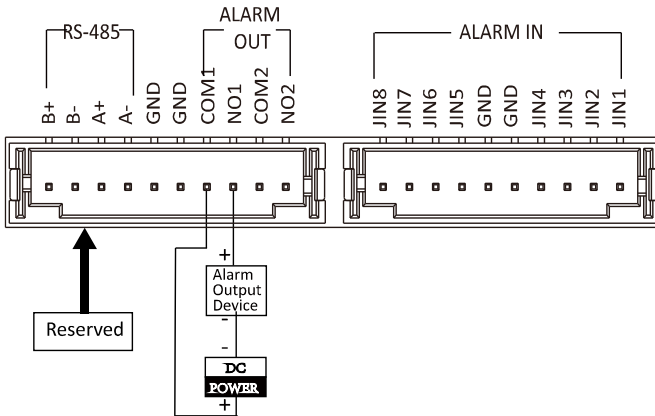 ALARM
OUT
RS-485
ALARM IN
B+
B-
A+
A-
GND
GND
COM1
NO1
COM2
NO2
JIN8
JIN7
JIN6
JIN5
GND
GND
JIN4
JIN3
JIN2
JIN1
+
Alarm
Output
Device
-
Reserved
-
DC
POWER
+